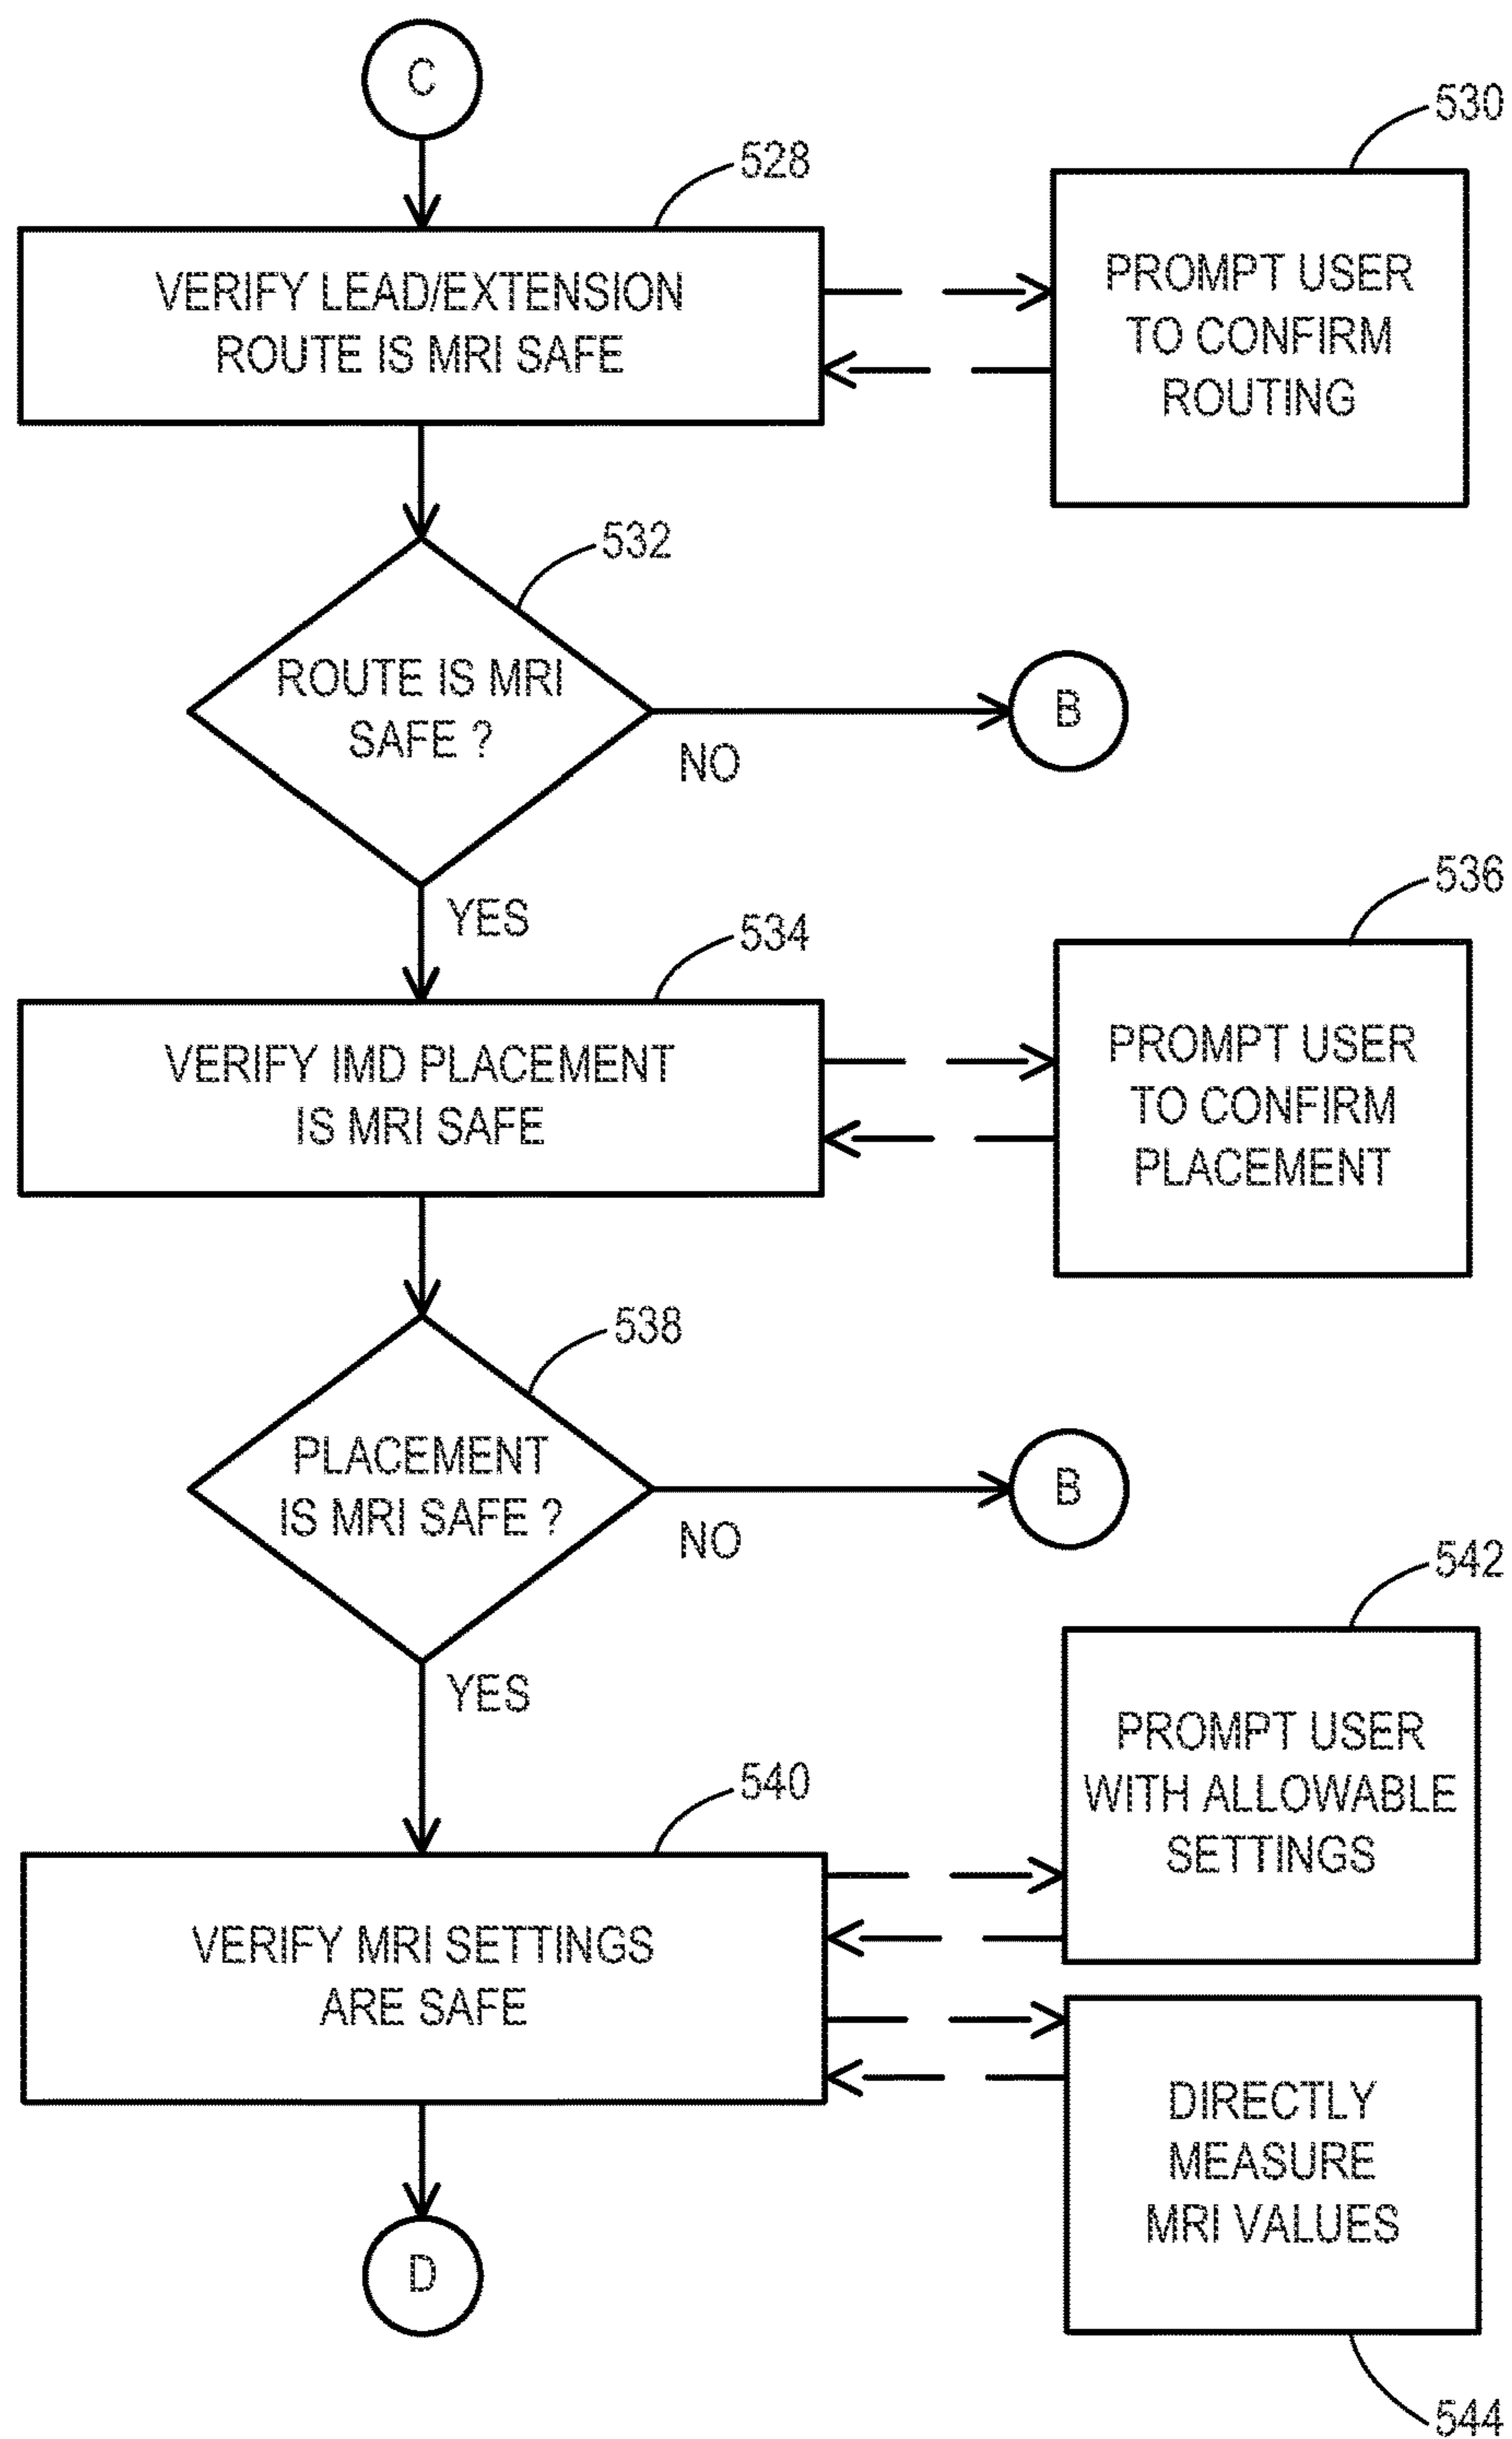 C
528
530
VERIFY LEAD/EXTENSION
ROUTE IS MRI SAFE
PROMPT USER
TO CONFIRM
ROUTING
532
ROUTE IS MRI
SAFE ?
NO
B
YES
534
536
VERIFY IMD PLACEMENT
IS MRI SAFE
PROMPT USER
TO CONFIRM
PLACEMENT
538
PLACEMENT
IS MRI SAFE ?
NO
B
YES
540
542
PROMPT USER
WITH ALLOWABLE
SETTINGS
VERIFY MRI SETTINGS
ARE SAFE
DIRECTLY
MEASURE
MRI VALUES
544
D